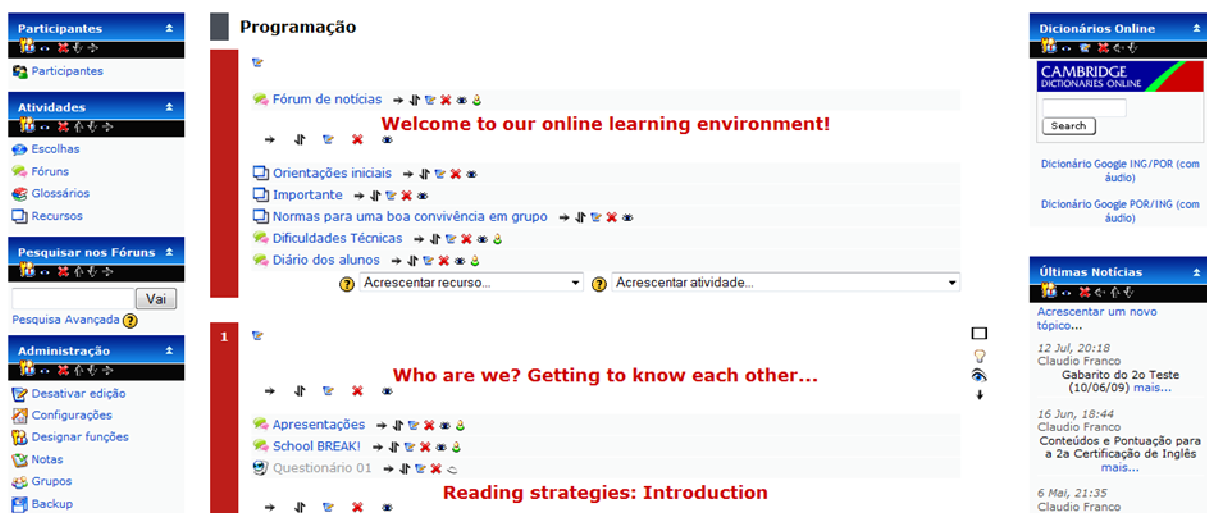 Participantes
Participantes
Atividades
Escolhas
Fóruns
Glossários
Recursos
Pesquisar nos Fóruns
Vai
Pesquisa Avançada ?
Administração
Desativar edição
Configurações
Designar funções
Notas
Grupos
Backup
Programação
Fórum de notícias
Welcome to our online learning environment!
Orientações iniciais
Importante
Normas para uma boa convivência em grupo
Dificuldades Técnicas
Diário dos alunos
? Acrescentar recurso... ? Acrescentar atividade...
1
Who are we? Getting to know each other...
Apresentações
School BREAK!
Questionário 01
Reading strategies: Introduction
Dicionários Online
CAMBRIDGE
DICTIONARIES ONLINE
Search
Dicionário Google ING/POR (com
áudio)
Dicionário Google POR/ING (com
áudio)
Últimas Notícias
Acrescentar um novo
tópico...
12 Jul, 20:18
Claudio Franco
Gabarito do 2o Teste
(10/06/09) mais...
16 Jun, 18:44
Claudio Franco
Conteúdos e Pontuação para
a 2a Certificação de Inglês
mais...
6 Mai, 21:35
Claudio Franco